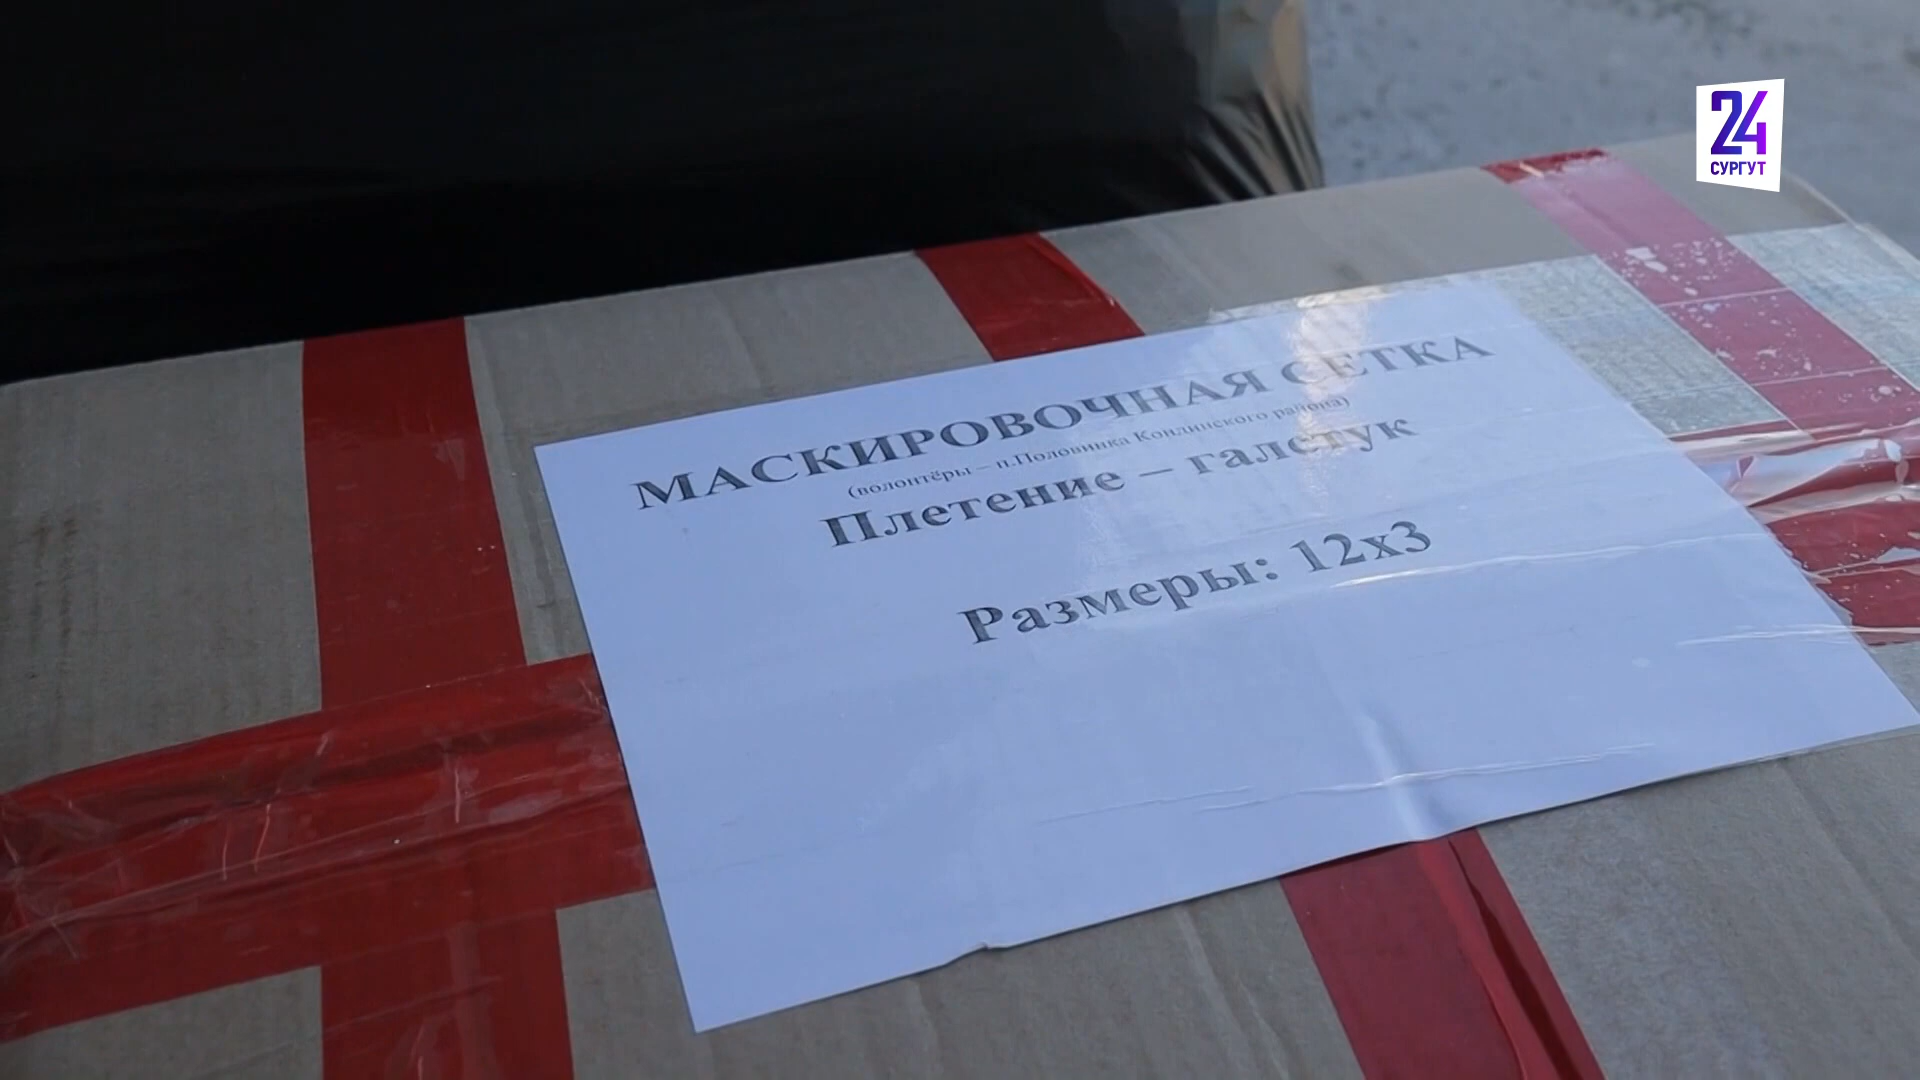 24
СУРГУТ
МАСКИРОВОЧНАЯ СЕТКА
(волонтёры – п.Половинка Кондинского района)
Плетение – галстук
Размеры: 12х3